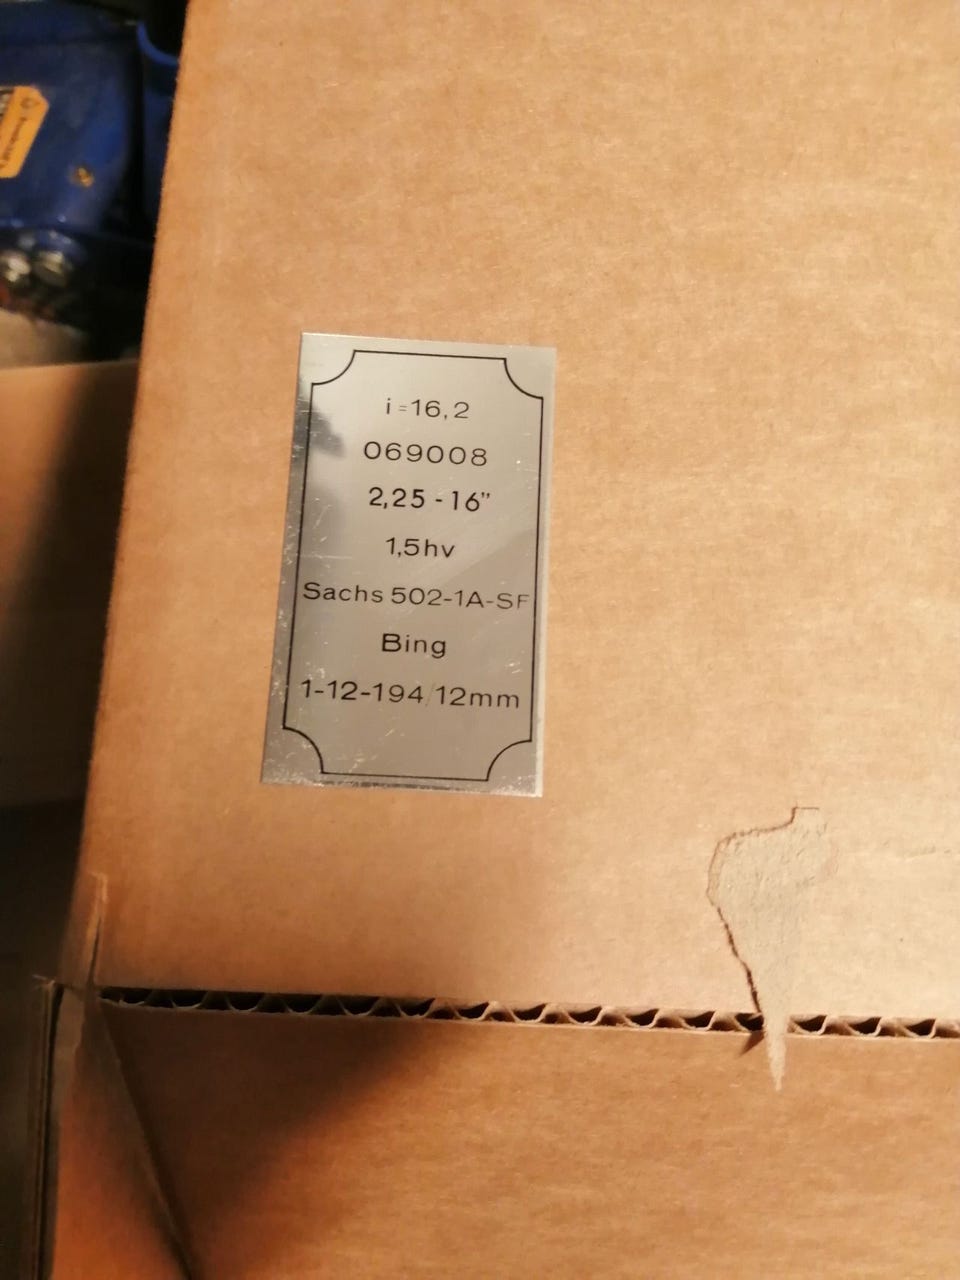 i=16,2
069008
2,25 - 16”
1,5hv
Sachs 502-1A-SF
Bing
1-12-194/12mm